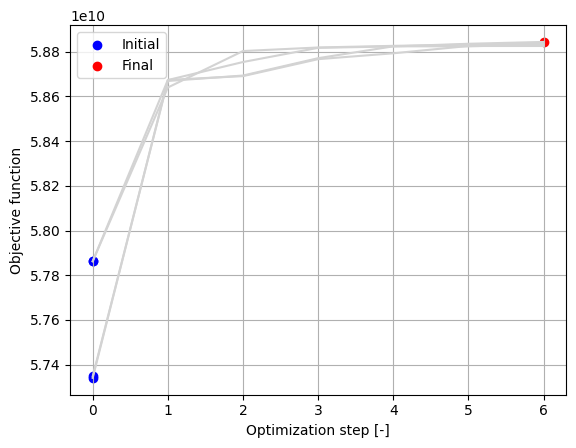 1e10
Initial
Final
5.88
5.86
5.84
5.82
5.80
5.78
5.76
5.74
Objective function
0 1 2 3 4 5 6
Optimization step [-]